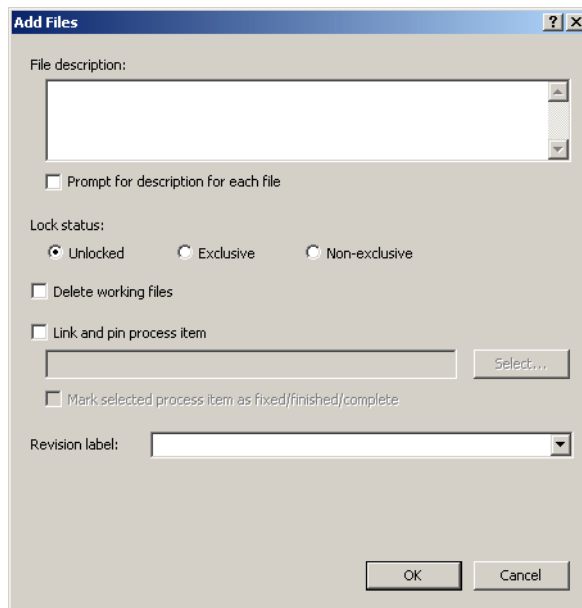 Add Files
File description:
Prompt for description for each file
Lock status:
Unlocked Exclusive Non-exclusive
Delete working files
Link and pin process item
Select...
Mark selected process item as fixed/finished/complete
Revision label:
OK Cancel